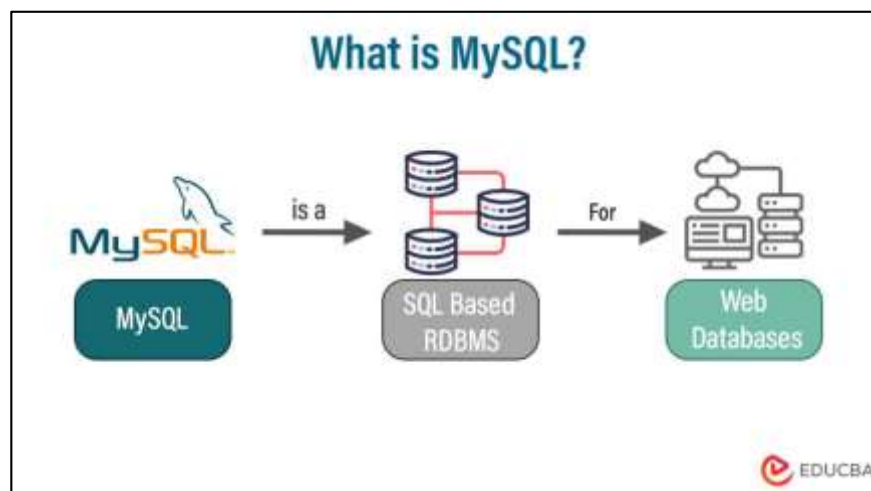 What is MySQL?
MySQL
is a
For
MySQL
SQL Based
RDBMS
Web
Databases
EDUCBA